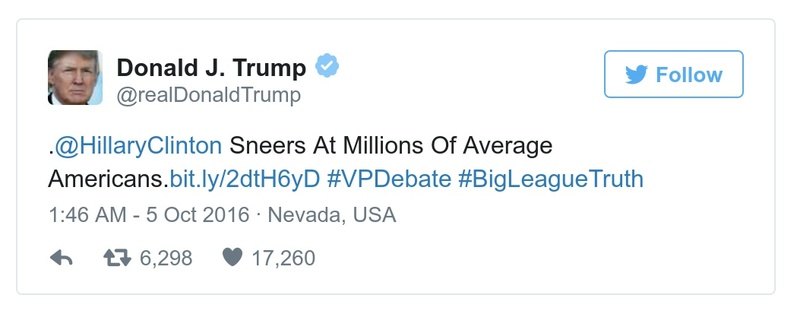 Donald J. Trump
@realDonaldTrump
Follow
.@HillaryClinton Sneers At Millions Of Average
Americans.bit.ly/2dtH6yD #VPDebate #BigLeagueTruth
1:46 AM - 5 Oct 2016 · Nevada, USA
6,298 17,260